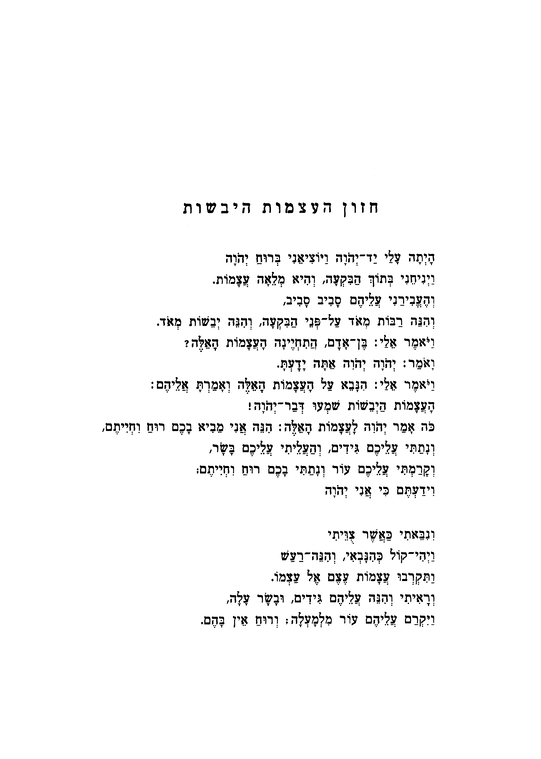 חזון העצמות היבשות
הָיְתָה עָלַי יַד־יְהֹוָה וַיּוֹצִיאֵנִי בְּרוּחַ יְהֹוָה
וַיְנִיחֵנִי בְּתוֹךְ הַבִּקְעָה, וְהִיא מְלֵאָה עֲצָמוֹת.
וְהֶעֱבִירַנִי עֲלֵיהֶם סָבִיב סָבִיב,
וְהִנֵּה רַבּוֹת מְאֹד עַל־פְּנֵי הַבִּקְעָה, וְהִנֵּה יְבֵשׁוֹת מְאֹד.
וַיֹּאמֶר אֵלַי: בֶּן־אָדָם, הֲתִחְיֶינָה הָעֲצָמוֹת הָאֵלֶּה?
וָאֹמַר: יְהֹוָה יְהֹוִה אַתָּה יָדָעְתָּ.
וַיֹּאמֶר אֵלַי: הִנָּבֵא עַל הָעֲצָמוֹת הָאֵלֶּה וְאָמַרְתָּ אֲלֵיהֶם:
הָעֲצָמוֹת הַיְבֵשׁוֹת שִׁמְעוּ דְּבַר־יְהֹוָה!
כֹּה אָמַר יְהֹוִה לָעֲצָמוֹת הָאֵלֶּה: הִנֵּה אֲנִי מֵבִיא בָכֶם רוּחַ וִחְיִיתֶם,
וְנָתַתִּי עֲלֵיכֶם גִּידִים, וְהַעֲלֵיתִי עֲלֵיכֶם בָּשָׂר,
וְקָרַמְתִּי עֲלֵיכֶם עוֹר וְנָתַתִּי בָכֶם רוּחַ וִחְיִיתֶם:
וִידַעְתֶּם כִּי אֲנִי יְהֹוָה
וְנִבֵּאתִי כַּאֲשֶׁר צֻוֵּיתִי
וַיְהִי־קוֹל כְּהִנָּבְאִי, וְהִנֵּה־רַעַשׁ
וַתִּקְרְבוּ עֲצָמוֹת עֶצֶם אֶל עַצְמוֹ.
וְרָאִיתִי וְהִנֵּה עֲלֵיהֶם גִּידִים, וּבָשָׂר עָלָה,
וַיִּקְרַם עֲלֵיהֶם עוֹר מִלְמָעְלָה: וְרוּחַ אֵין בָּהֶם.